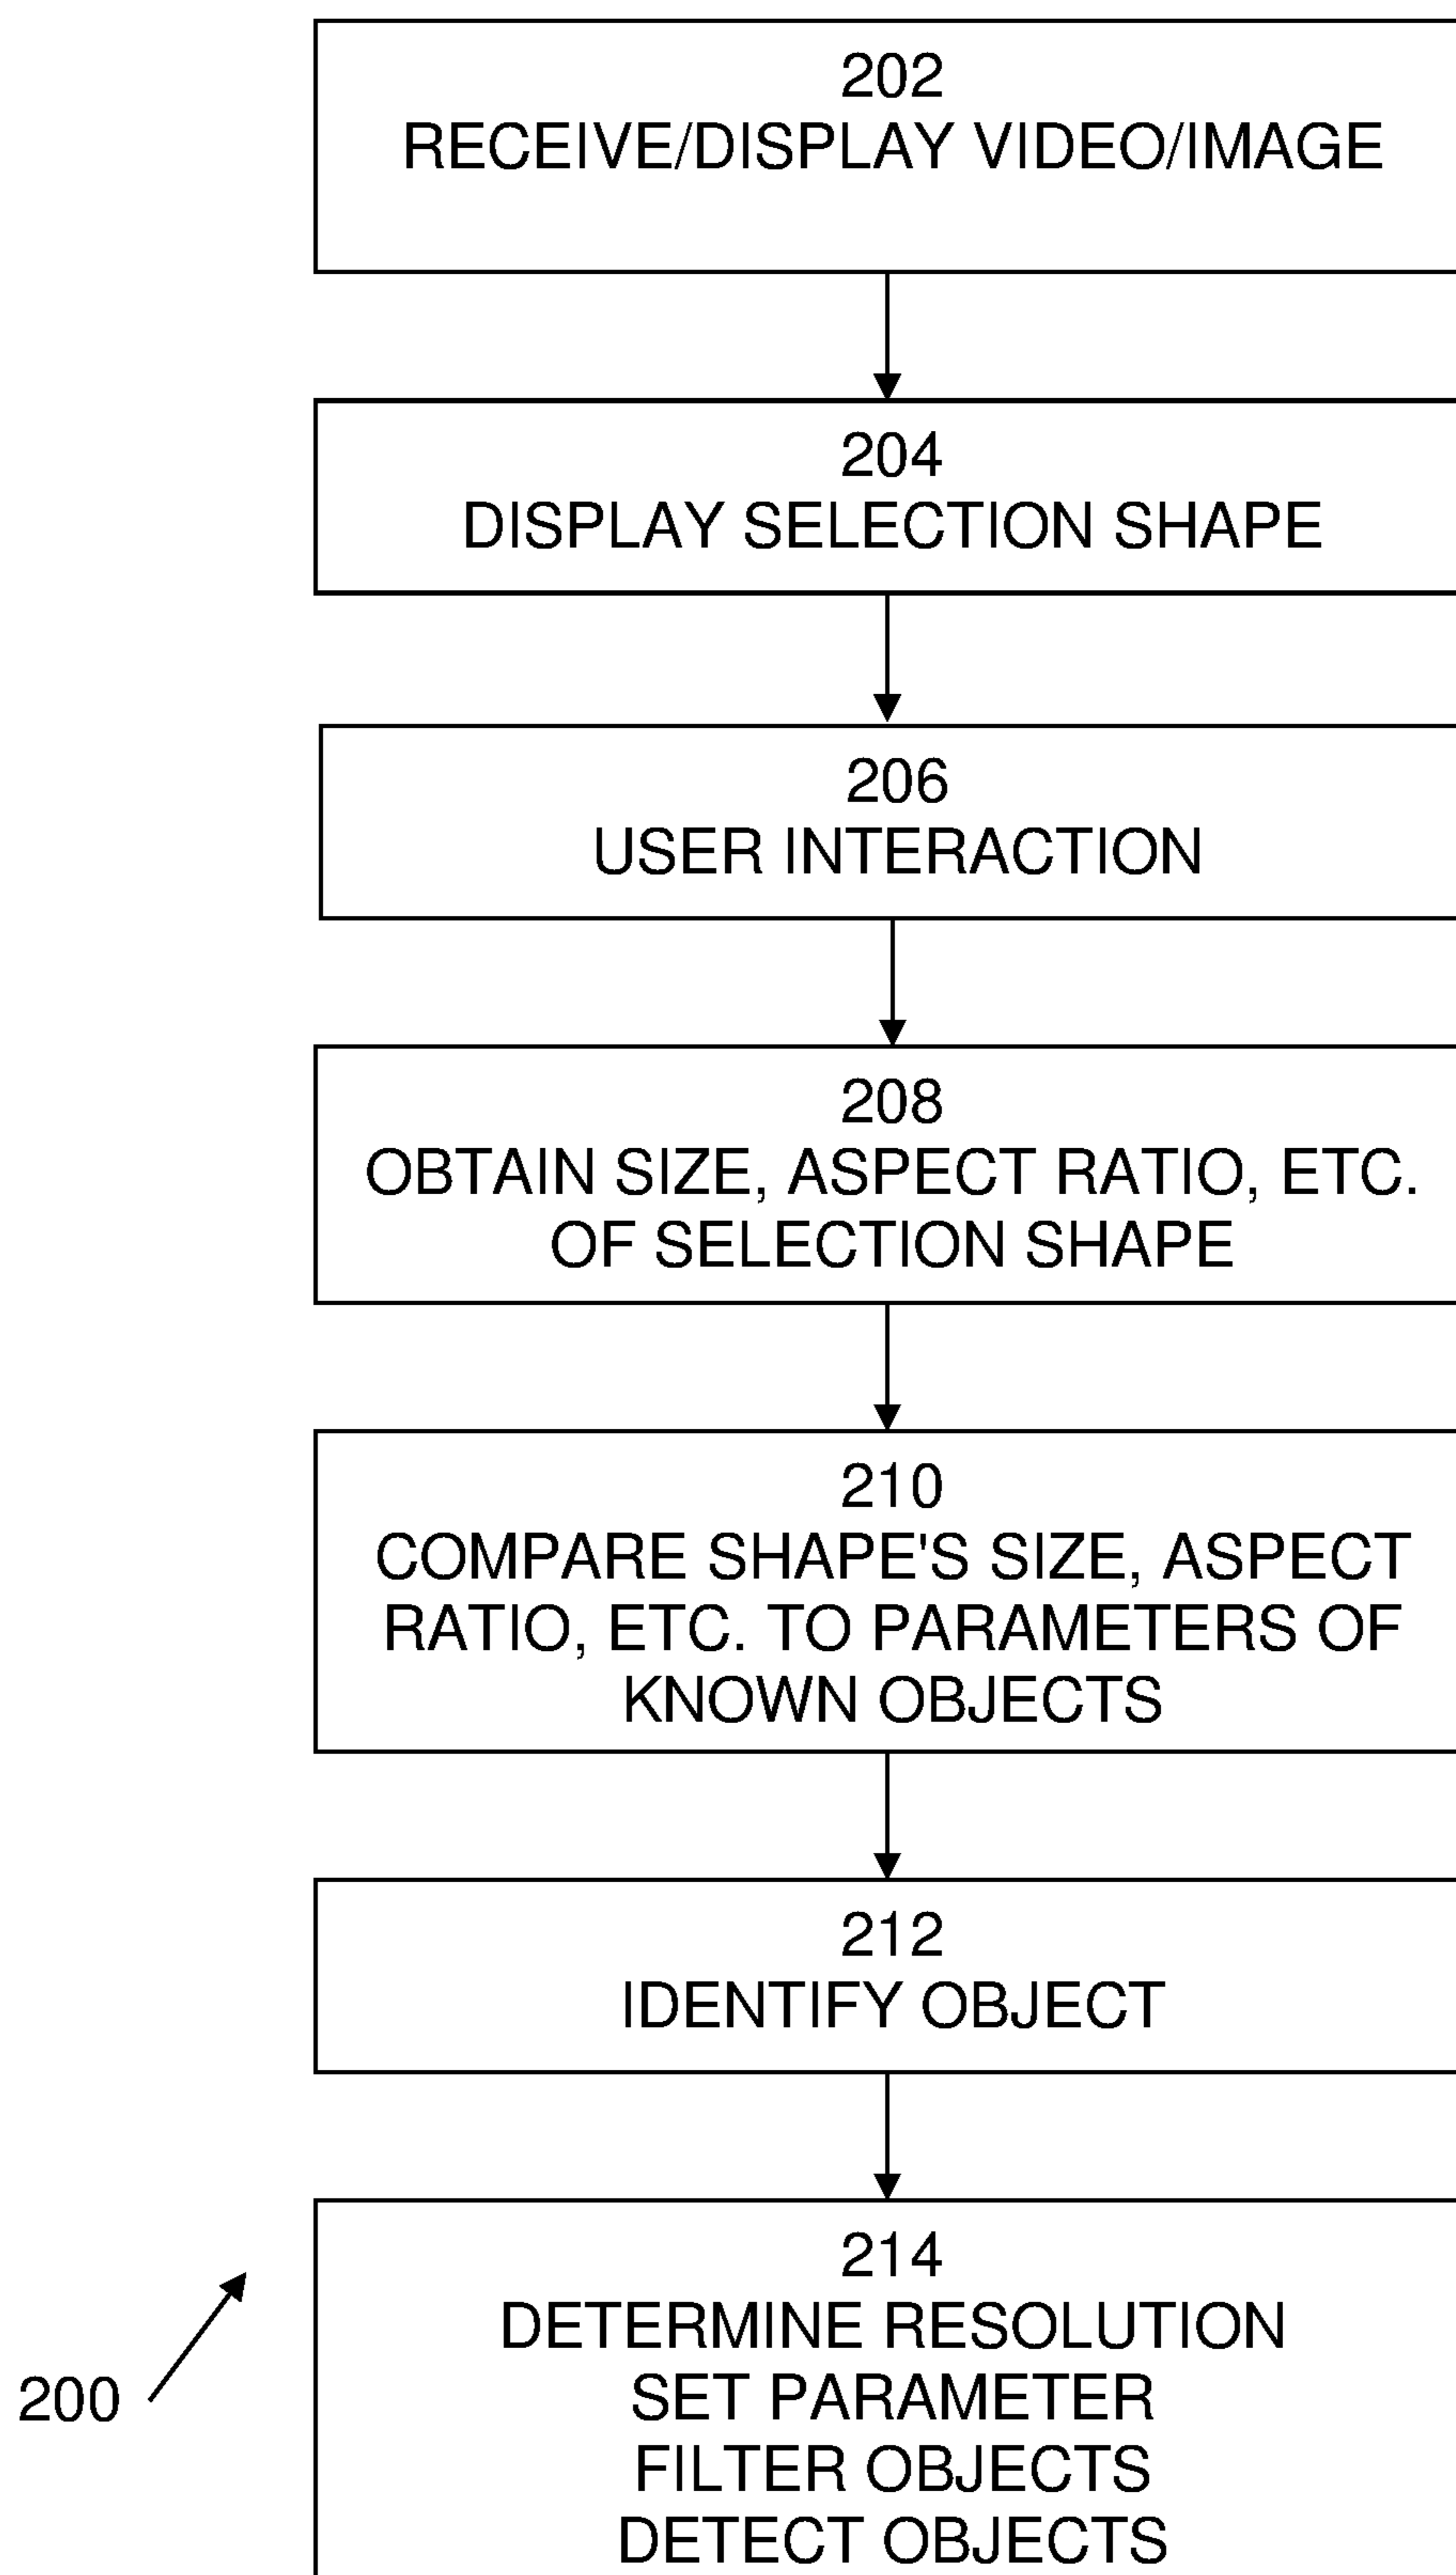 202
RECEIVE/DISPLAY VIDEO/IMAGE
204
DISPLAY SELECTION SHAPE
206
USER INTERACTION
208
OBTAIN SIZE, ASPECT RATIO, ETC.
OF SELECTION SHAPE
210
COMPARE SHAPE'S SIZE, ASPECT
RATIO, ETC. TO PARAMETERS OF
KNOWN OBJECTS
212
IDENTIFY OBJECT
214
DETERMINE RESOLUTION
SET PARAMETER
FILTER OBJECTS
DETECT OBJECTS
200